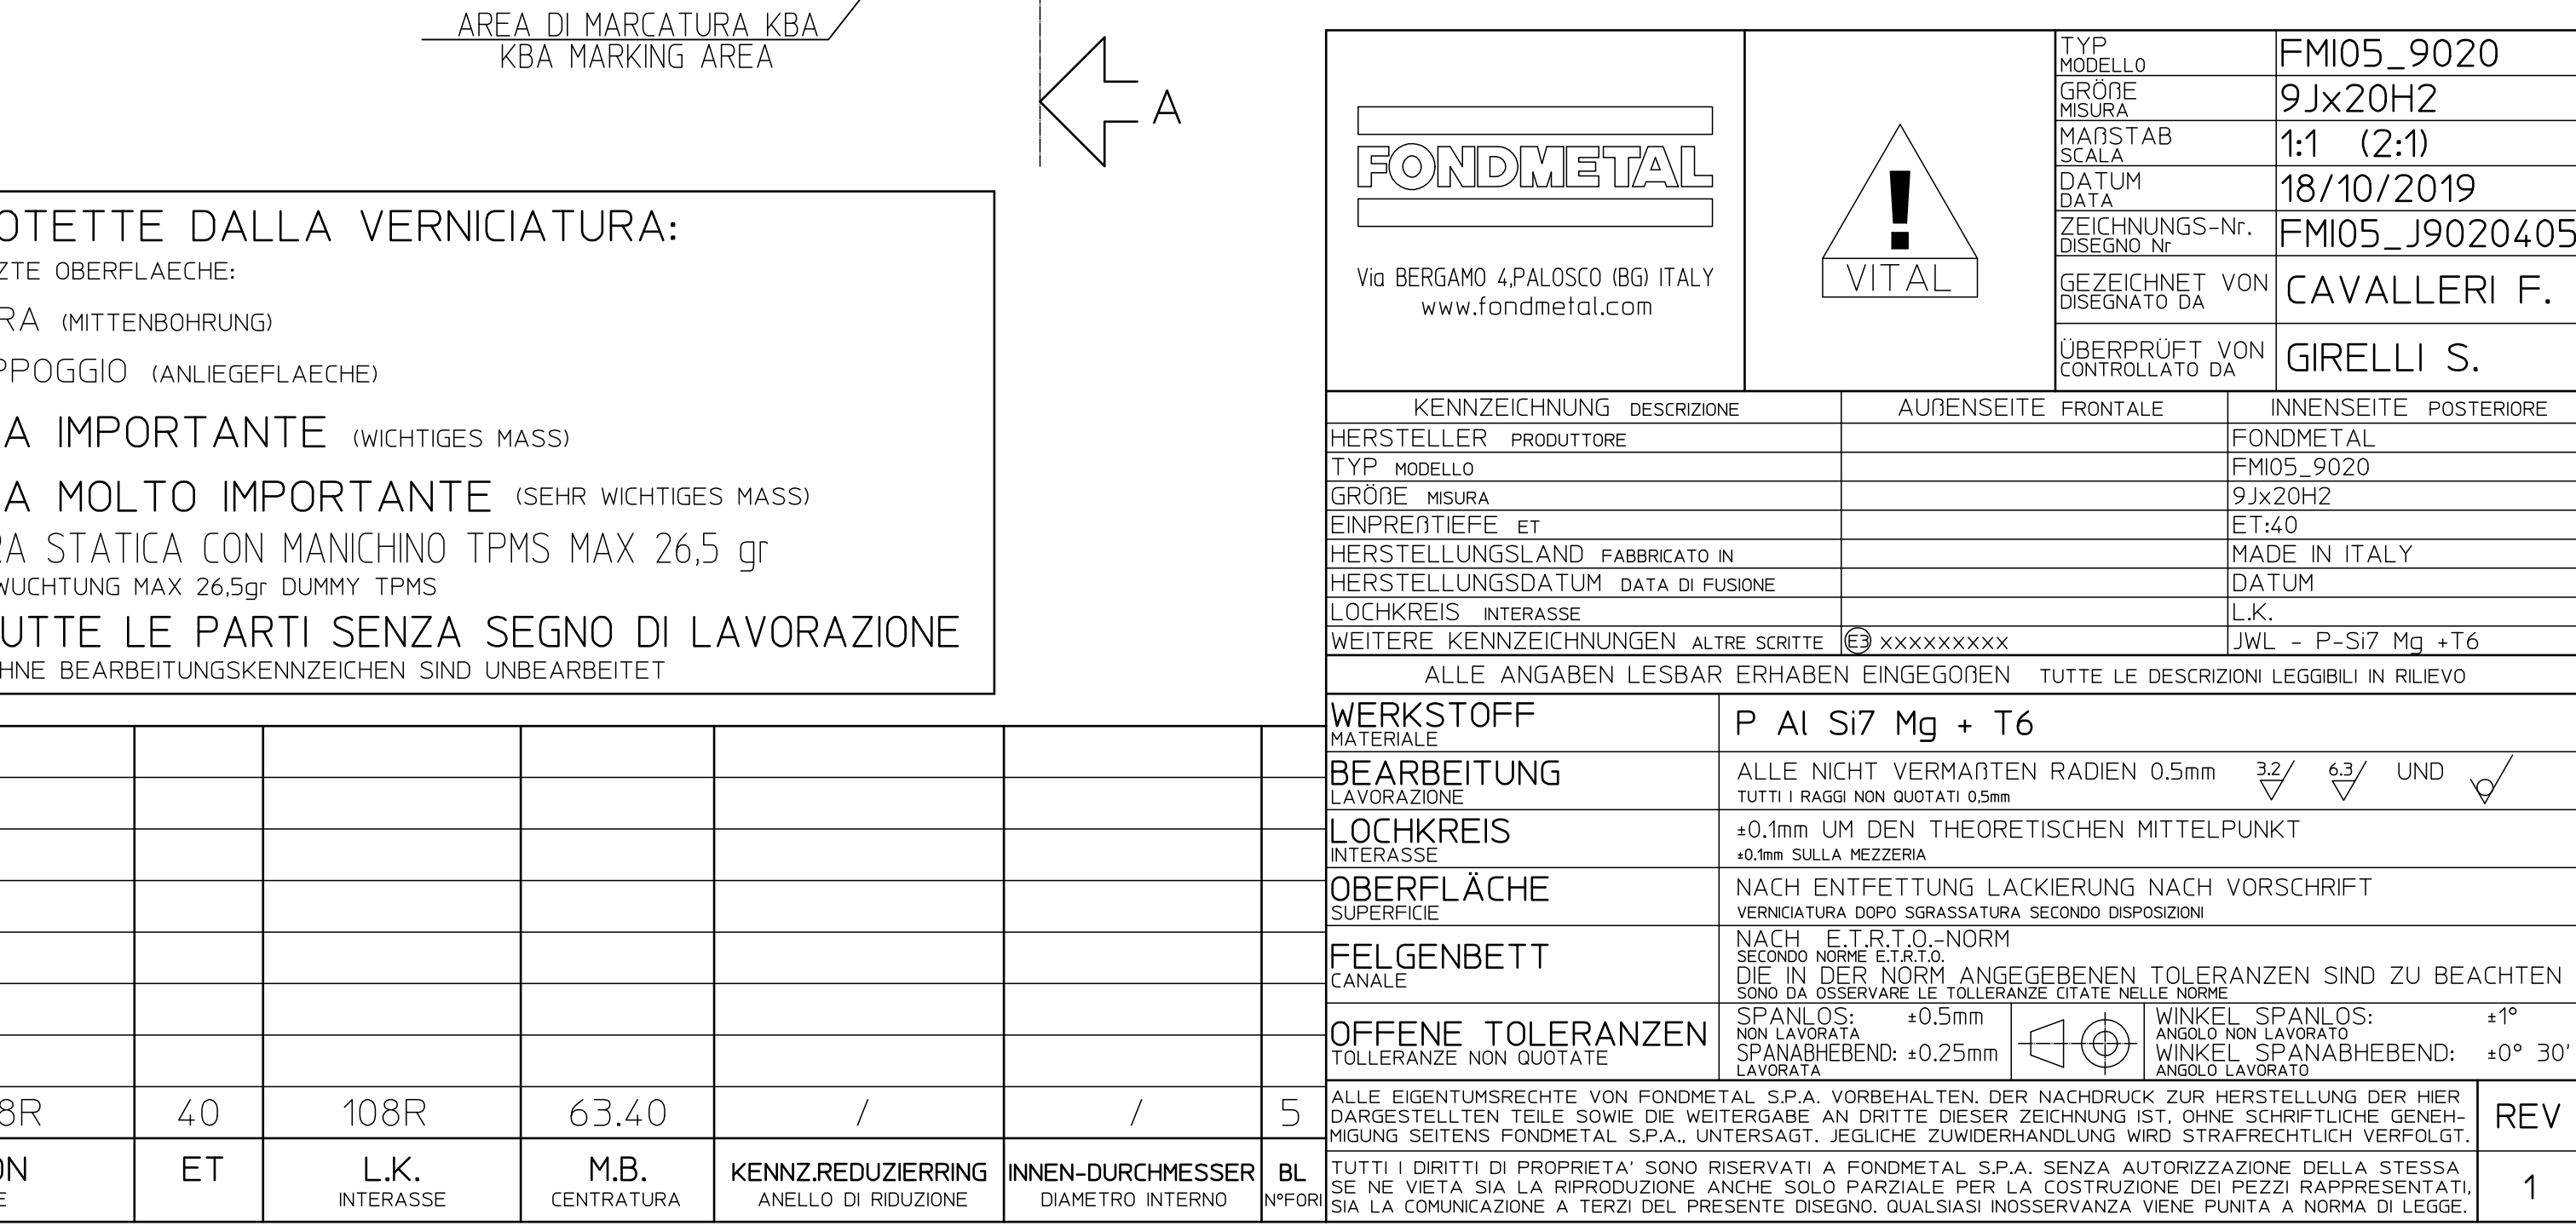 AREA DI MARCATURA KBA
KBA MARKING AREA
A
OTETTE DALLA VERNICIATURA:
ZTE OBERFLAECHE:
RA (MITTENBOHRUNG)
PPOGGIO (ANLIEGEFLAECHE)
A IMPORTANTE (WICHTIGES MASS)
A MOLTO IMPORTANTE (SEHR WICHTIGES MASS)
RA STATICA CON MANICHINO TPMS MAX 26,5 gr
WUCHTUNG MAX 26,5gr DUMMY TPMS
UTTE LE PARTI SENZA SEGNO DI LAVORAZIONE
HNE BEARBEITUNGSKENNZEICHEN SIND UNBEARBEITET
8R 40 108R 63.40 / / 5
ON ET L.K. M.B. KENNZ.REDUZIERRING INNEN-DURCHMESSER BL
E INTERASSE CENTRATURA ANELLO DI RIDUZIONE DIAMETRO INTERNO N°FORI
FONDMETAL
Via BERGAMO 4,PALOSCO (BG) ITALY
www.fondmetal.com
!
VITAL
TYP FMI05_9020
MODELLO
GRÖßE 9Jx20H2
MISURA
MAßSTAB 1:1 (2:1)
SCALA
DATUM 18/10/2019
DATA
ZEICHNUNGS-Nr. FMI05_J9020405
DISEGNO Nr
GEZEICHNET VON CAVALLERI F.
DISEGNATO DA
ÜBERPRÜFT VON GIRELLI S.
CONTROLLATO DA
KENNZEICHNUNG DESCRIZIONE AUßENSEITE FRONTALE INNENSEITE POSTERIORE
HERSTELLER PRODUTTORE FONDMETAL
TYP MODELLO FMI05_9020
GRÖßE MISURA 9Jx20H2
EINPREßTIEFE ET ET:40
HERSTELLUNGSLAND FABBRICATO IN MADE IN ITALY
HERSTELLUNGSDATUM DATA DI FUSIONE DATUM
LOCHKREIS INTERASSE L.K.
WEITERE KENNZEICHNUNGEN ALTRE SCRITTE E3 xxxxxxxxx JWL - P-Si7 Mg +T6
ALLE ANGABEN LESBAR ERHABEN EINGEGOßEN TUTTE LE DESCRIZIONI LEGGIBILI IN RILIEVO
WERKSTOFF P Al Si7 Mg + T6
MATERIALE
BEARBEITUNG ALLE NICHT VERMAßTEN RADIEN 0.5mm 3.2 6.3 UND
LAVORAZIONE TUTTI I RAGGI NON QUOTATI 0,5mm
LOCHKREIS ±0.1mm UM DEN THEORETISCHEN MITTELPUNKT
INTERASSE ±0.1mm SULLA MEZZERIA
OBERFLÄCHE NACH ENTFETTUNG LACKIERUNG NACH VORSCHRIFT
SUPERFICIE VERNICIATURA DOPO SGRASSATURA SECONDO DISPOSIZIONI
FELGENBETT NACH E.T.R.T.O.-NORM
SECONDO NORME E.T.R.T.O.
CANALE DIE IN DER NORM ANGEGEBENEN TOLERANZEN SIND ZU BEACHTEN
SONO DA OSSERVARE LE TOLLERANZE CITATE NELLE NORME
OFFENE TOLERANZEN SPANLOS: ±0.5mm WINKEL SPANLOS: ±1°
NON LAVORATA ANGOLO NON LAVORATO
TOLLERANZE NON QUOTATE SPANABHEBEND: ±0.25mm WINKEL SPANABHEBEND: ±0° 30'
LAVORATA ANGOLO LAVORATO
ALLE EIGENTUMSRECHTE VON FONDMETAL S.P.A. VORBEHALTEN. DER NACHDRUCK ZUR HERSTELLUNG DER HIER
DARGESTELLTEN TEILE SOWIE DIE WEITERGABE AN DRITTE DIESER ZEICHNUNG IST, OHNE SCHRIFTLICHE GENEH-
MIGUNG SEITENS FONDMETAL S.P.A., UNTERSAGT. JEGLICHE ZUWIDERHANDLUNG WIRD STRAFRECHTLICH VERFOLGT.
REV
TUTTI I DIRITTI DI PROPRIETA' SONO RISERVATI A FONDMETAL S.P.A. SENZA AUTORIZZAZIONE DELLA STESSA
SE NE VIETA SIA LA RIPRODUZIONE ANCHE SOLO PARZIALE PER LA COSTRUZIONE DEI PEZZI RAPPRESENTATI,
SIA LA COMUNICAZIONE A TERZI DEL PRESENTE DISEGNO. QUALSIASI INOSSERVANZA VIENE PUNITA A NORMA DI LEGGE.
1